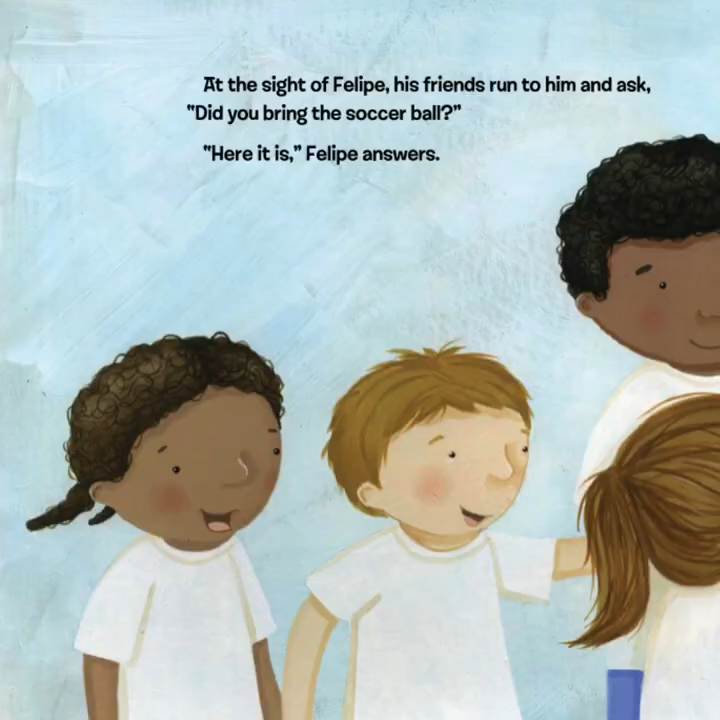 At the sight of Felipe, his friends run to him and ask,
“Did you bring the soccer ball?”
“Here it is,” Felipe answers.